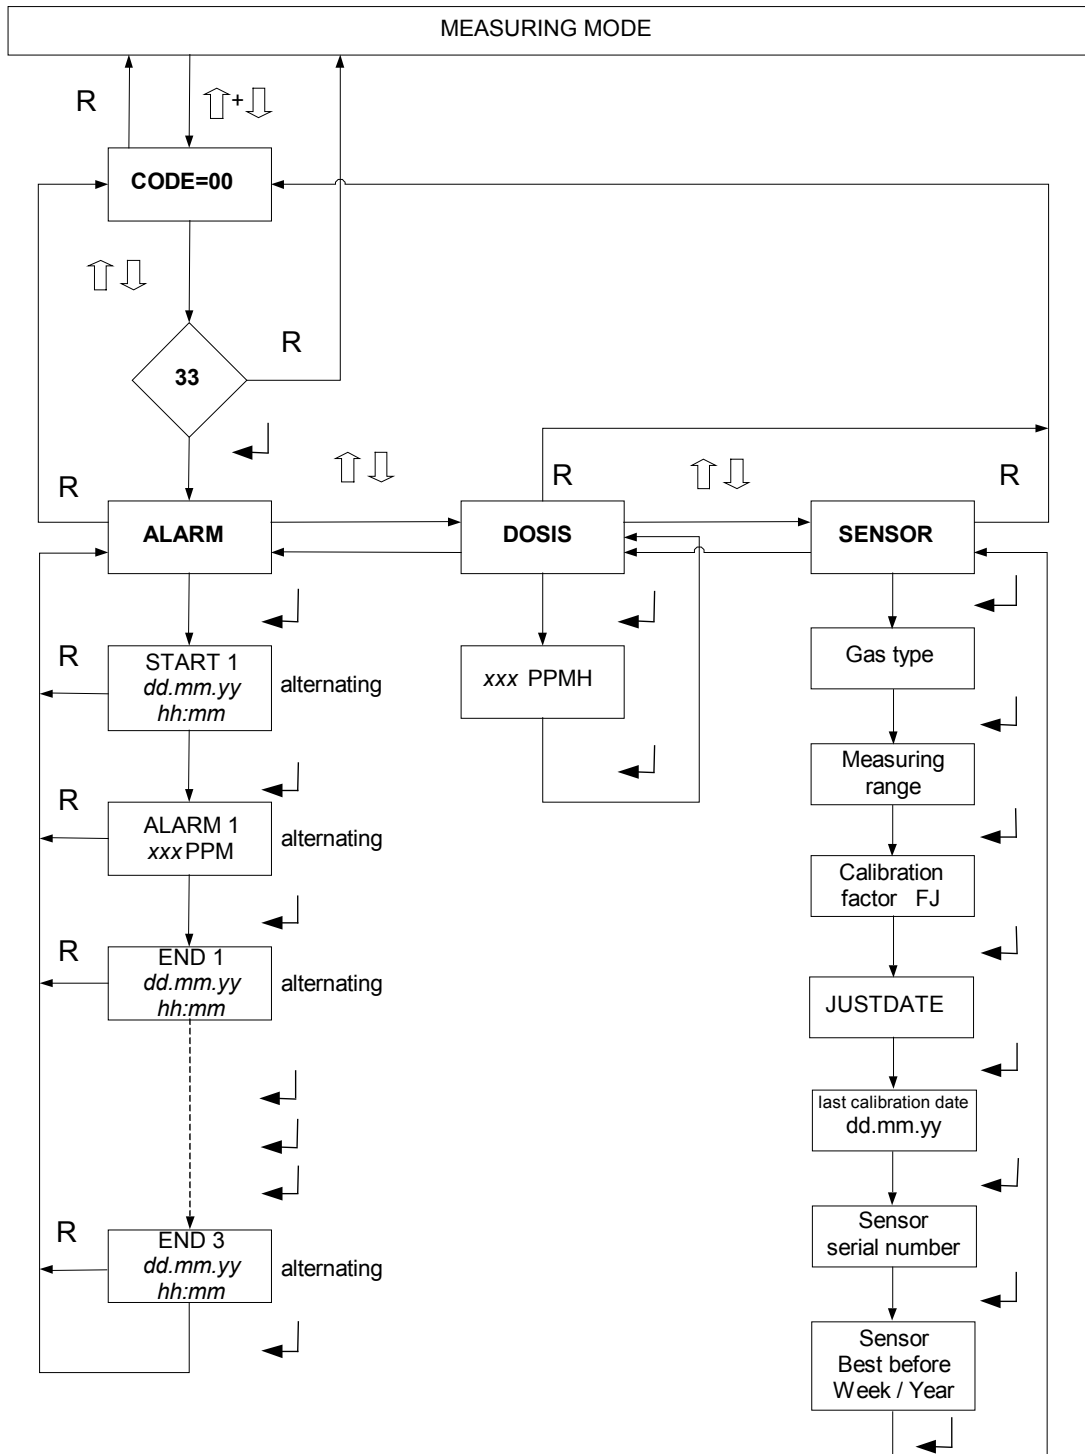 MEASURING MODE
R
+
CODE=00
33
R
R
ALARM
DOSIS
R
SENSOR
R
R
START 1
dd.mm.yy
hh:mm
alternating
R
ALARM 1
xxx PPM
alternating
R
END 1
dd.mm.yy
hh:mm
alternating
R
END 3
dd.mm.yy
hh:mm
alternating
xxx PPMH
Gas type
Measuring
range
Calibration
factor FJ
JUSTDATE
last calibration date
dd.mm.yy
Sensor
serial number
Sensor
Best before
Week / Year